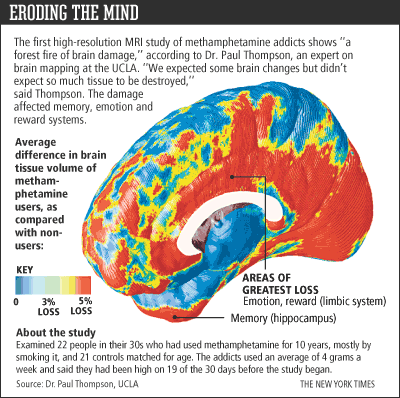 ERODING THE MIND
The first high-resolution MRI study of methamphetamine addicts shows "a
forest fire of brain damage," according to Dr. Paul Thompson, an expert on
brain mapping at the UCLA. "We expected some brain changes but didn't
expect so much tissue to be destroyed,"
said Thompson. The damage
affected memory, emotion and
reward systems.
Average
difference in brain
tissue volume of
metham-
phetamine
users, as
compared
with non-
users:
KEY
0 3% 5%
LOSS LOSS
AREAS OF
GREATEST LOSS
Emotion, reward (limbic system)
Memory (hippocampus)
About the study
Examined 22 people in their 30s who had used methamphetamine for 10 years, mostly by
smoking it, and 21 controls matched for age. The addicts used an average of 4 grams a
week and said they had been high on 19 of the 30 days before the study began.
Source: Dr. Paul Thompson, UCLA
THE NEW YORK TIMES